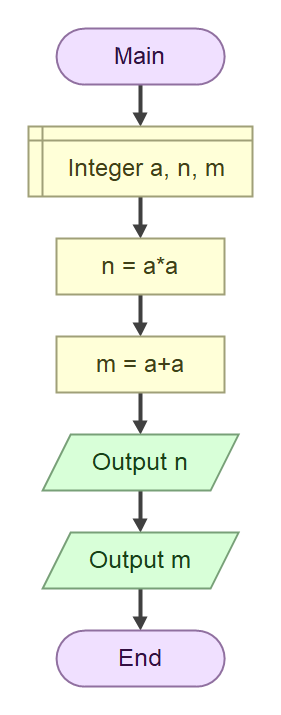 Main
Integer a, n, m
n = a*a
m = a+a
Output n
Output m
End